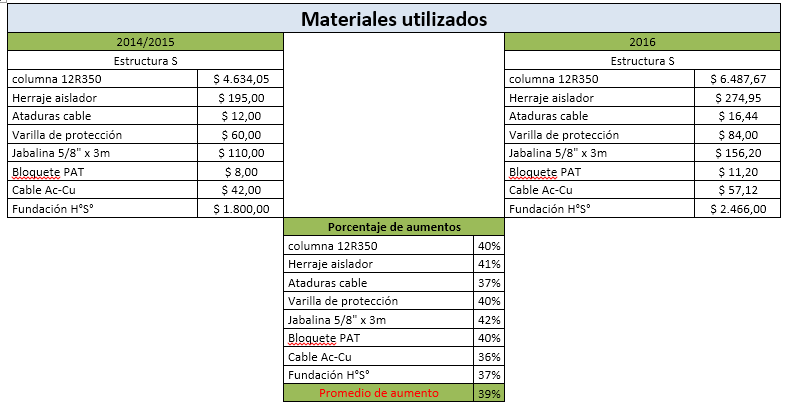 Materiales utilizados
2014/2015
Estructura S
columna 12R350 $ 4.634,05
Herraje aislador $ 195,00
Ataduras cable $ 12,00
Varilla de protección $ 60,00
Jabalina 5/8" x 3m $ 110,00
Bloquete PAT $ 8,00
Cable Ac-Cu $ 42,00
Fundación H°S° $ 1.800,00
2016
Estructura S
columna 12R350 $ 6.487,67
Herraje aislador $ 274,95
Ataduras cable $ 16,44
Varilla de protección $ 84,00
Jabalina 5/8" x 3m $ 156,20
Bloquete PAT $ 11,20
Cable Ac-Cu $ 57,12
Fundación H°S° $ 2.466,00
Porcentaje de aumentos
columna 12R350 40%
Herraje aislador 41%
Ataduras cable 37%
Varilla de protección 40%
Jabalina 5/8" x 3m 42%
Bloquete PAT 40%
Cable Ac-Cu 36%
Fundación H°S° 37%
Promedio de aumento 39%